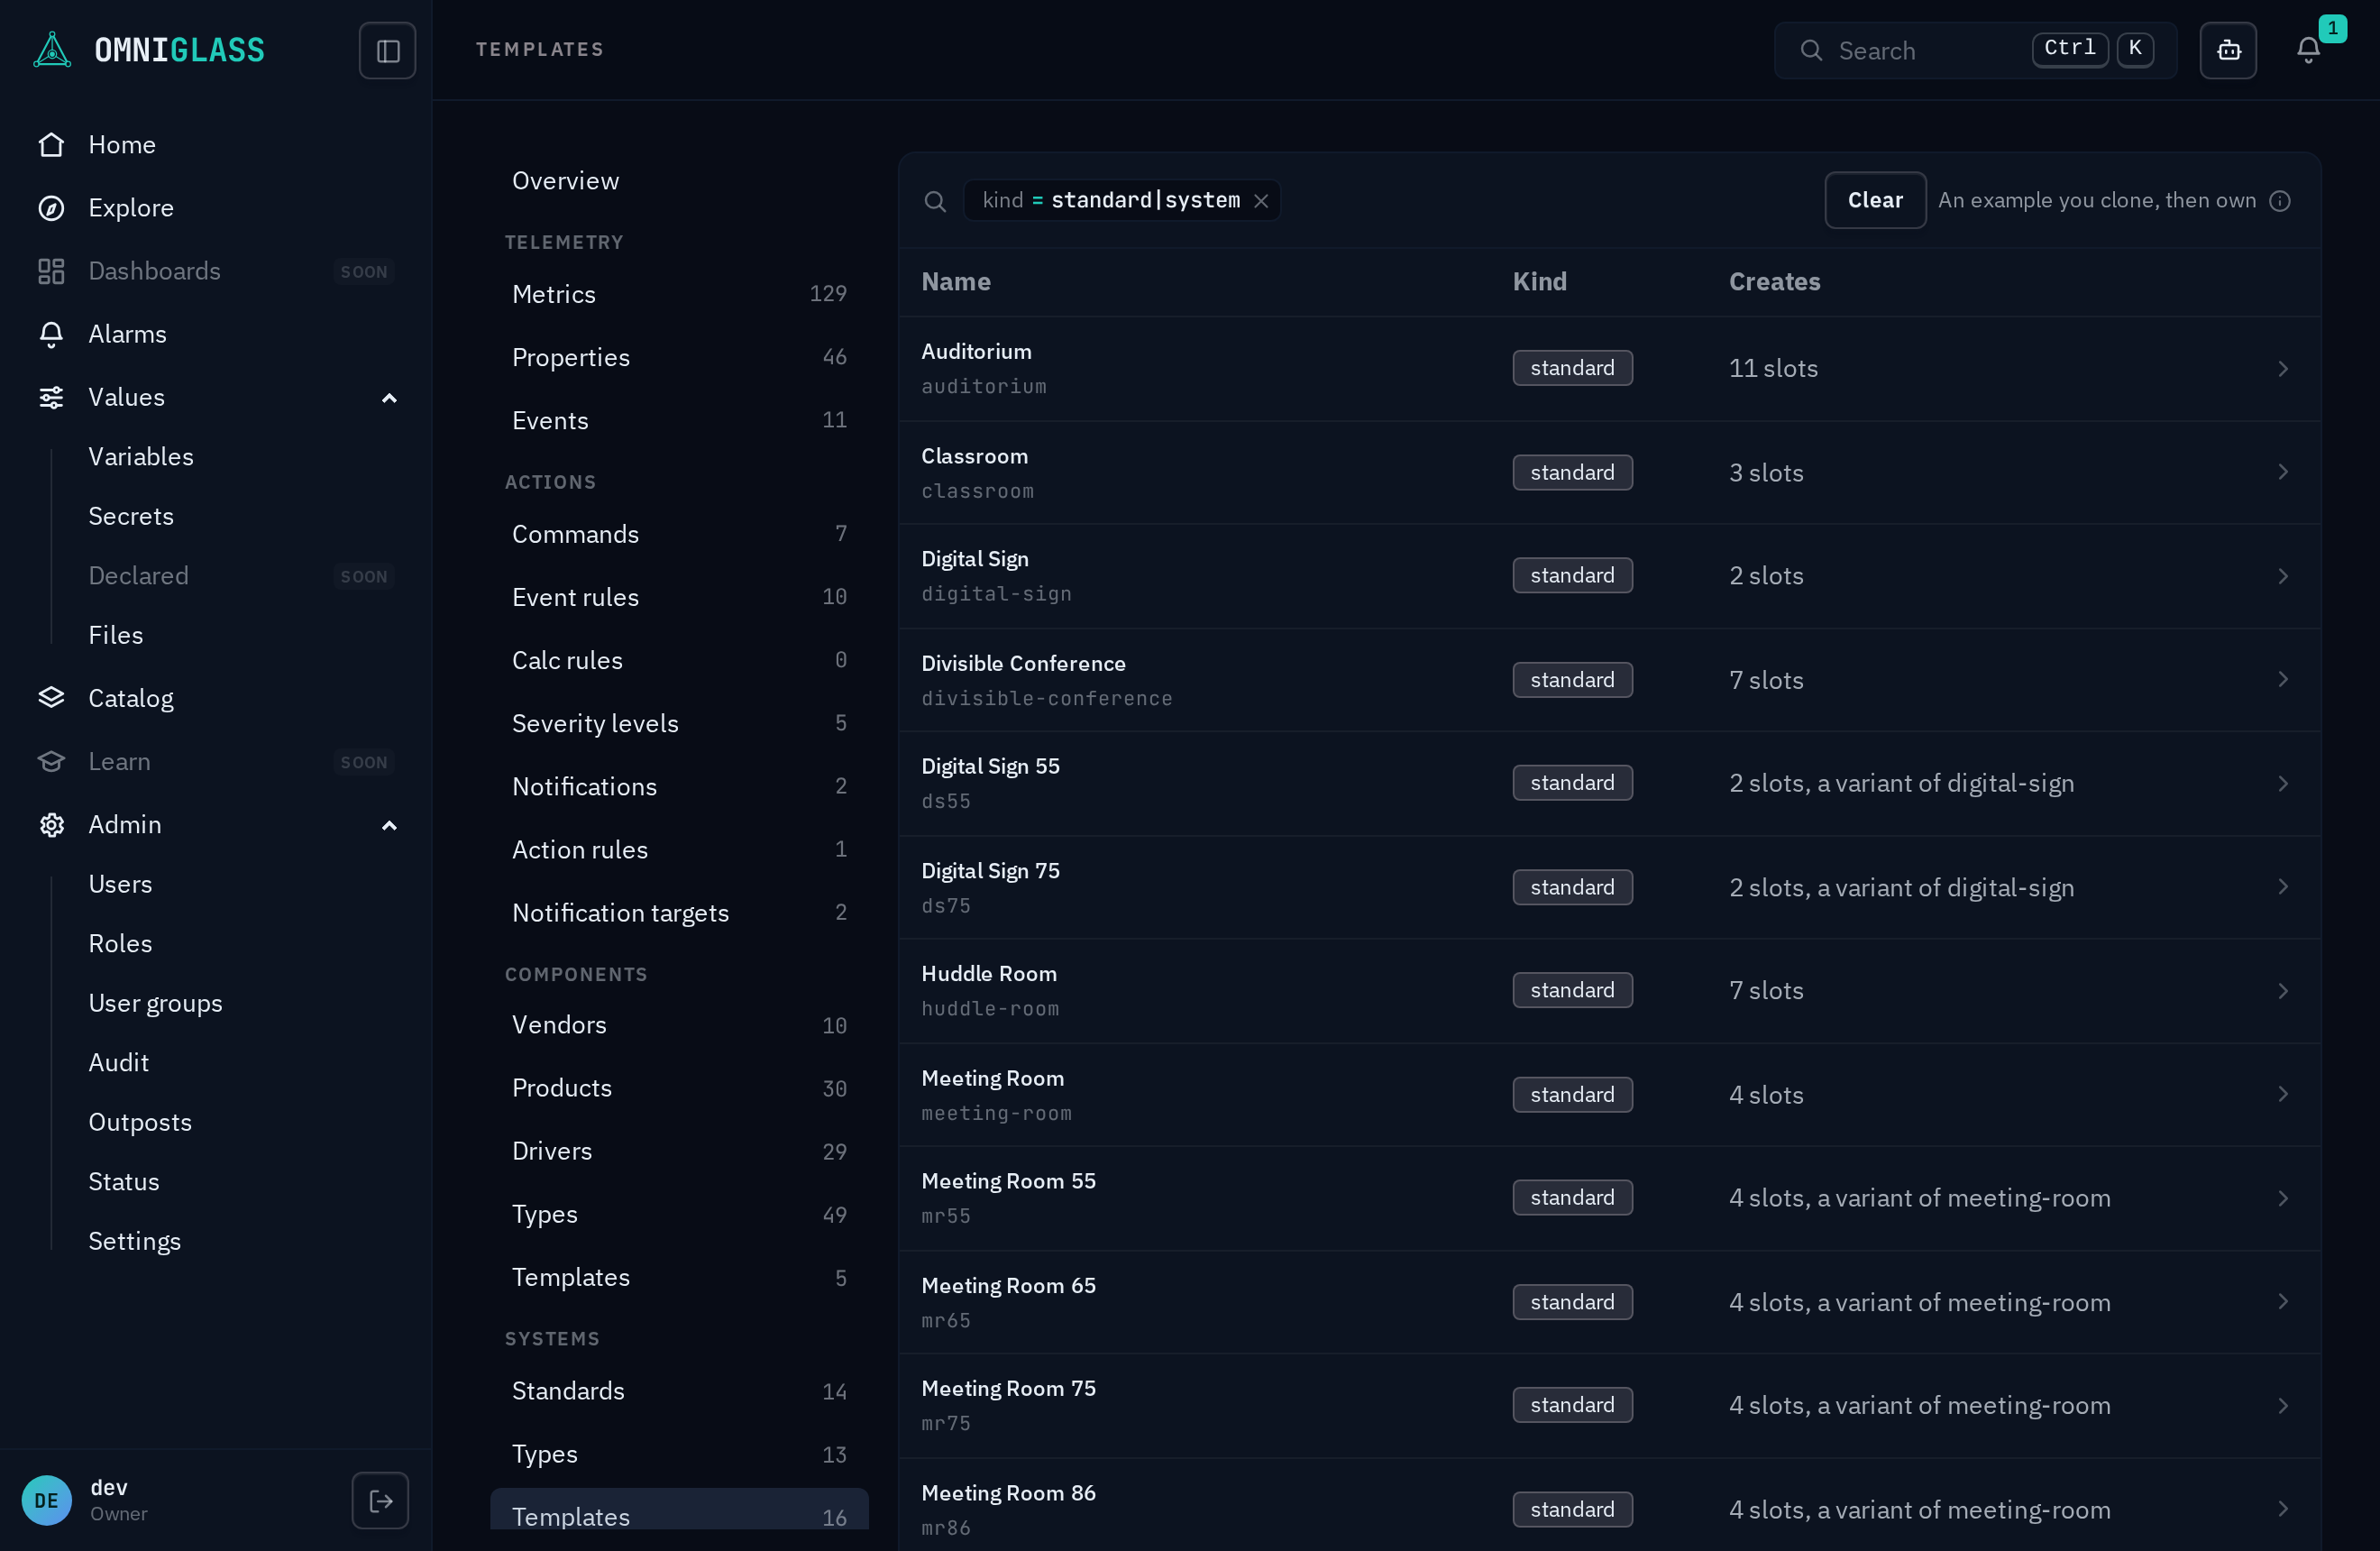 OMNIGLASS
Home
Explore
Dashboards SOON
Alarms
Values
Variables
Secrets
Declared SOON
Files
Catalog
Learn SOON
Admin
Users
Roles
User groups
Audit
Outposts
Status
Settings
DE
dev
Owner
TEMPLATES
Search Ctrl K
1
Overview
TELEMETRY
Metrics 129
Properties 46
Events 11
ACTIONS
Commands 7
Event rules 10
Calc rules 0
Severity levels 5
Notifications 2
Action rules 1
Notification targets 2
COMPONENTS
Vendors 10
Products 30
Drivers 29
Types 49
Templates 5
SYSTEMS
Standards 14
Types 13
Templates 16
kind = standard|system
Clear An example you clone, then own
Name Kind Creates
Auditorium
auditorium
standard
11 slots
Classroom
classroom
standard
3 slots
Digital Sign
digital-sign
standard
2 slots
Divisible Conference
divisible-conference
standard
7 slots
Digital Sign 55
ds55
standard
2 slots, a variant of digital-sign
Digital Sign 75
ds75
standard
2 slots, a variant of digital-sign
Huddle Room
huddle-room
standard
7 slots
Meeting Room
meeting-room
standard
4 slots
Meeting Room 55
mr55
standard
4 slots, a variant of meeting-room
Meeting Room 65
mr65
standard
4 slots, a variant of meeting-room
Meeting Room 75
mr75
standard
4 slots, a variant of meeting-room
Meeting Room 86
mr86
standard
4 slots, a variant of meeting-room